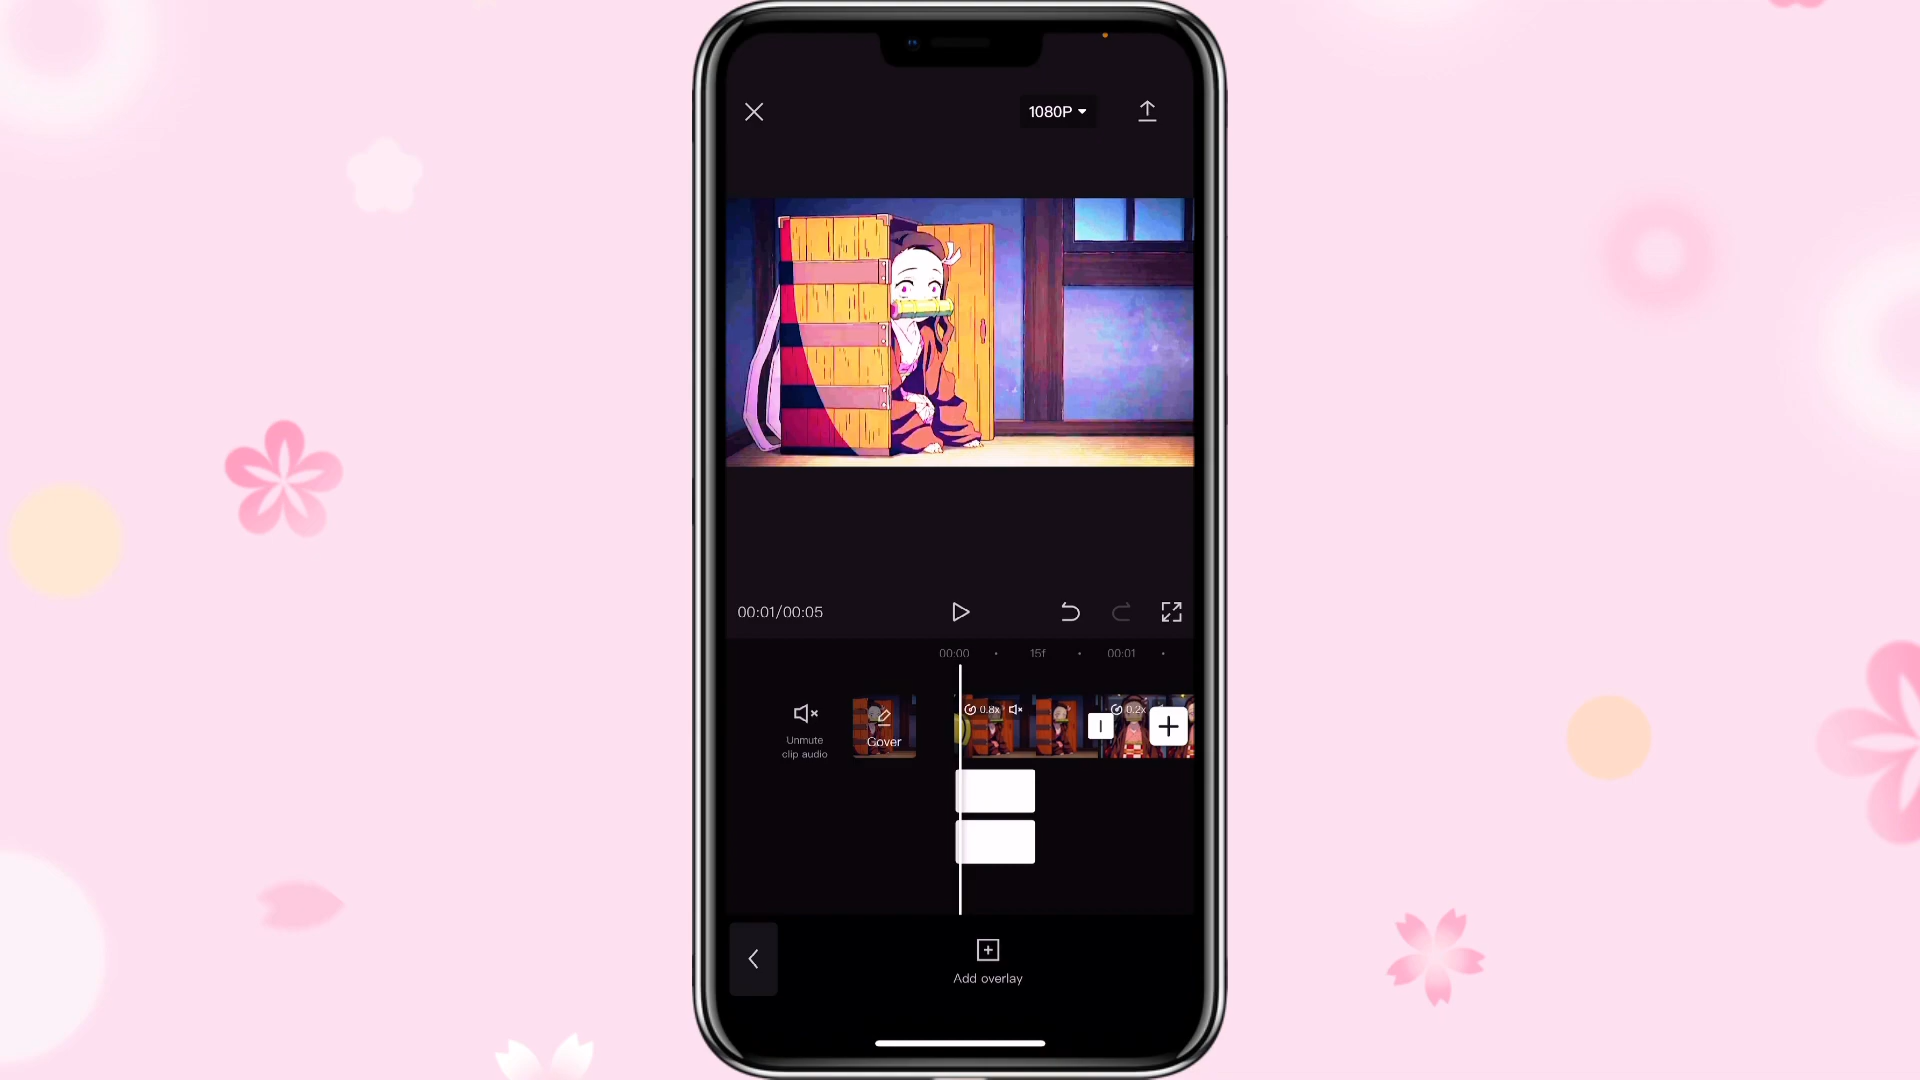 1080P
00:01/00:05
00:00
15f
00:01
0.8x
0.2x
Unmute
clip audio
Cover
Add overlay